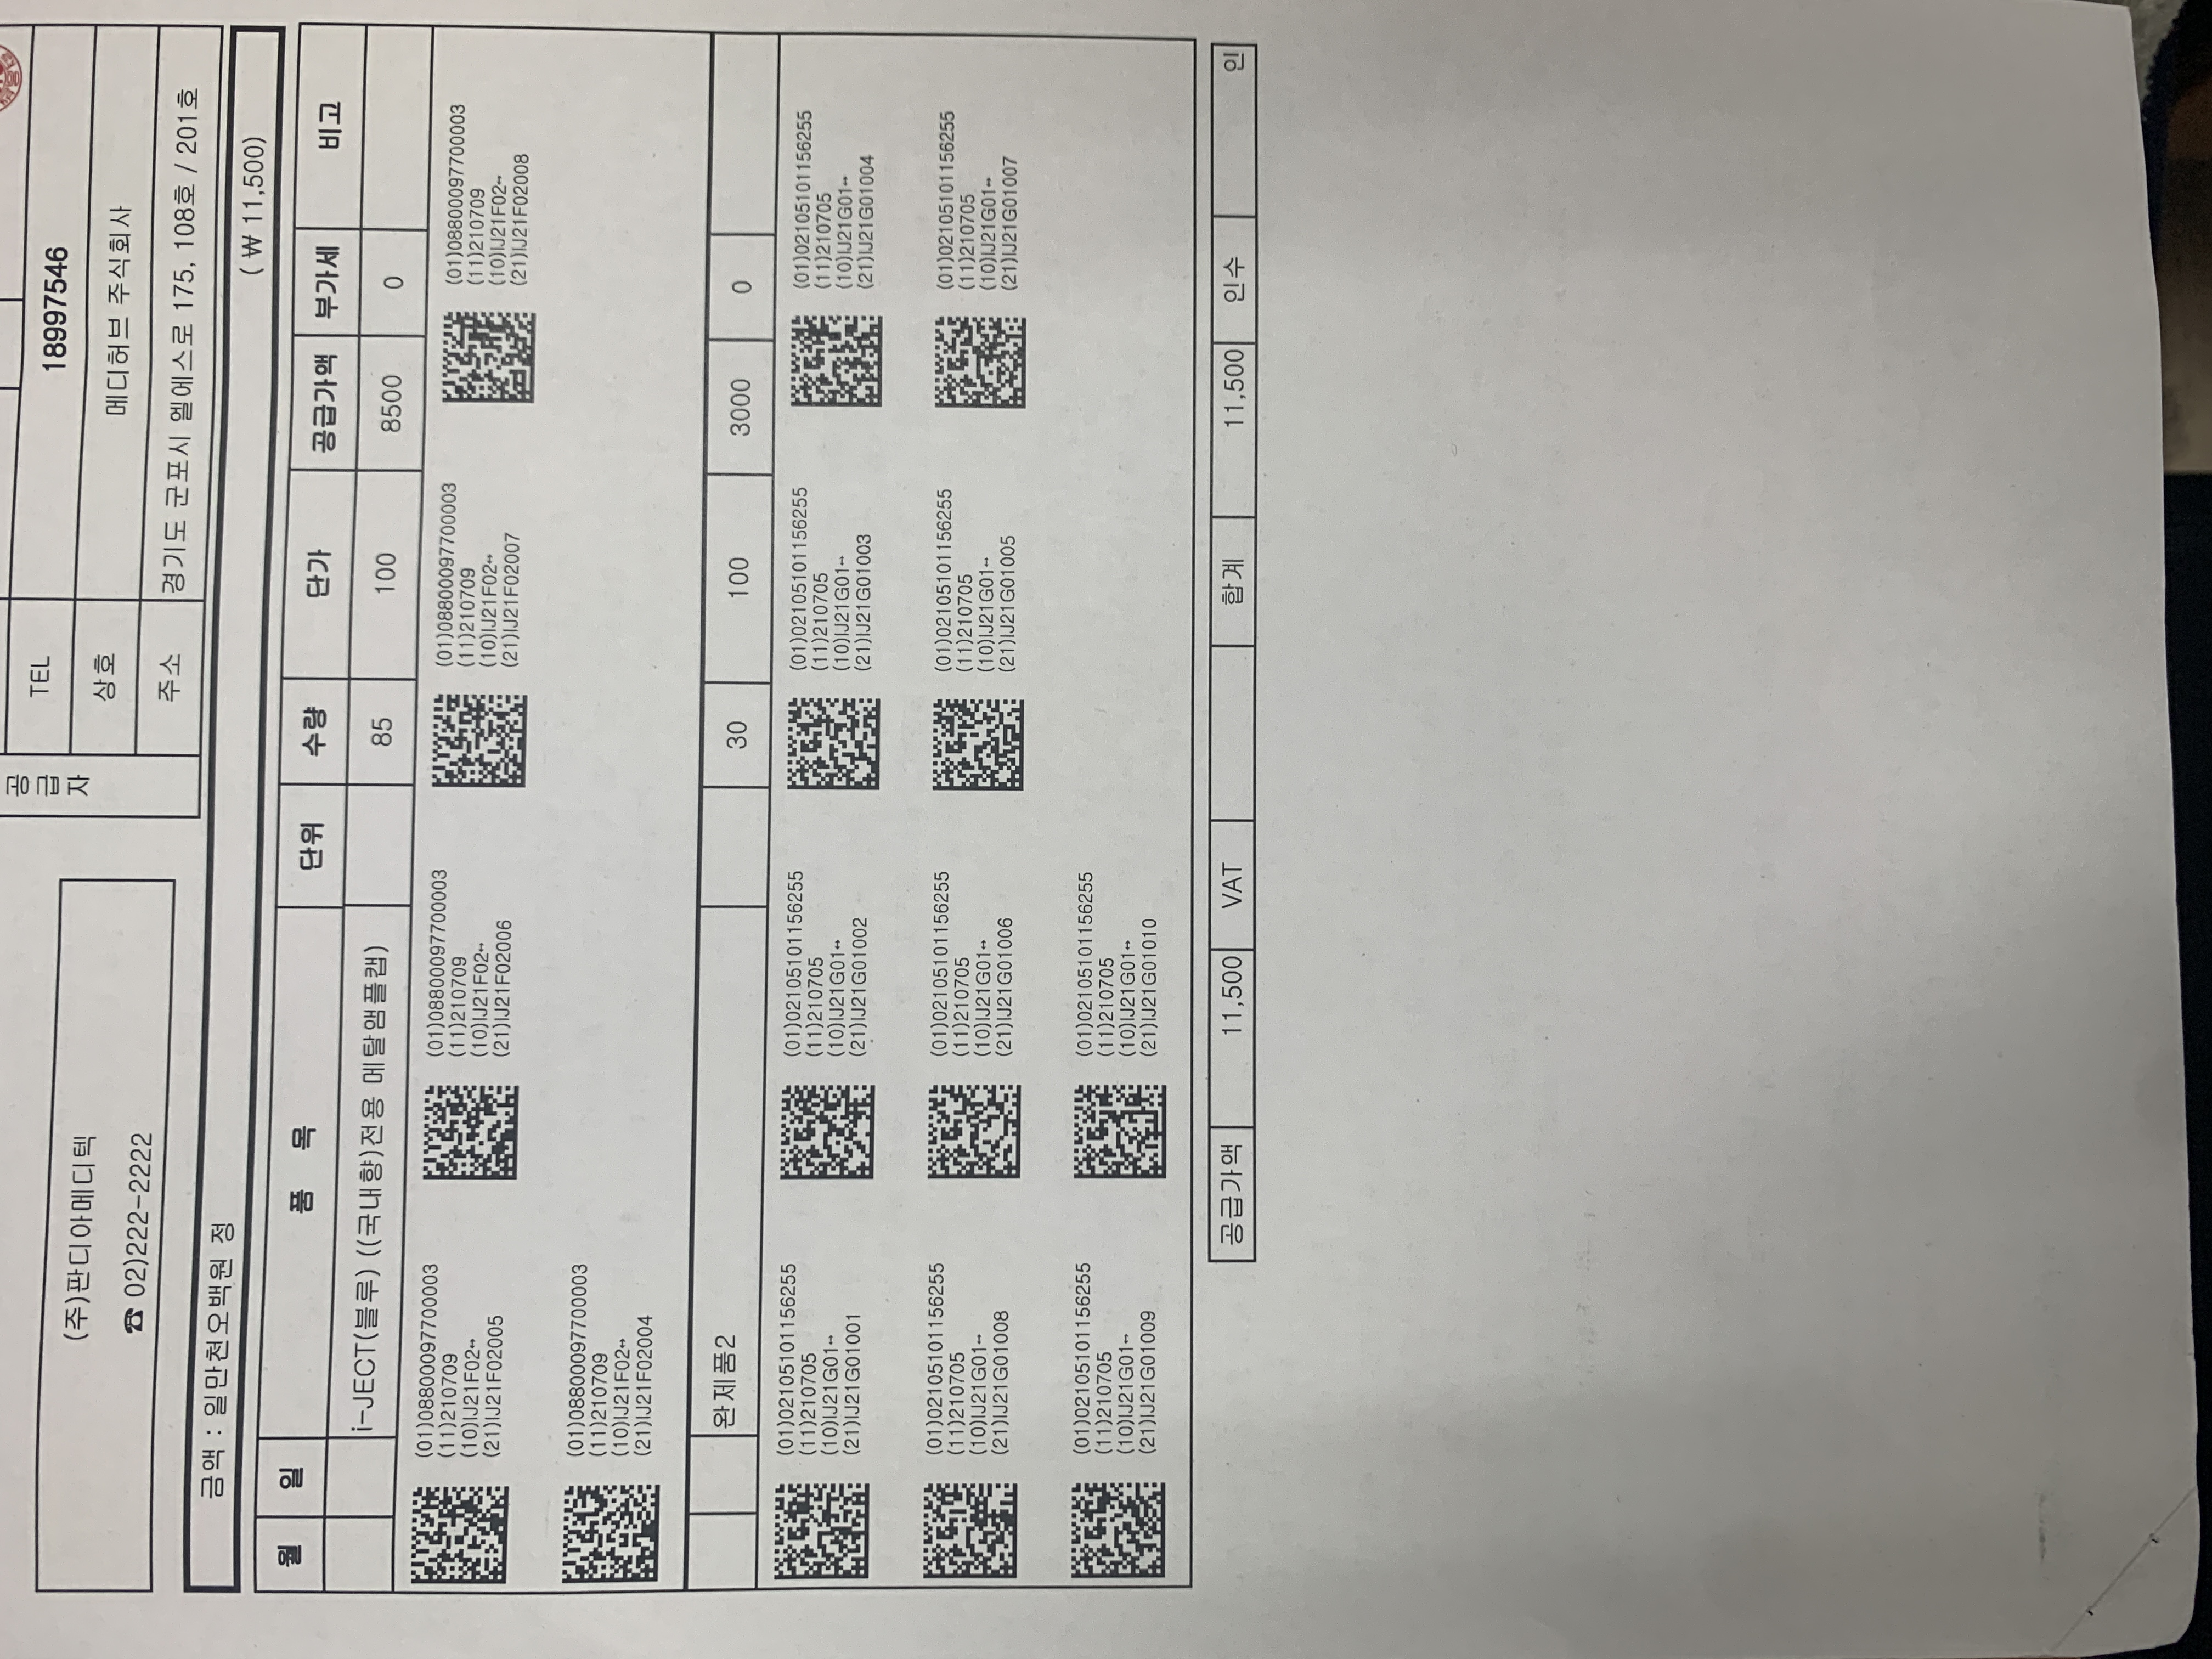 (주)판디아메디텍
☎ 02)222-2222
공급자
TEL 18997546
상호 메디허브 주식회사
주소 경기도 군포시 엘에스로 175, 108호 / 201호
금액 : 일만천오백원 정 ( ₩ 11,500)
월 일 품 목 단위 수량 단가 공급가액 부가세 비고
i-JECT(블루) ((국내향)전용 메탈앰플캡) 85 100 8500 0
(01)08800097700003
(11)210709
(10)IJ21F02↔
(21)IJ21F02005
(01)08800097700003
(11)210709
(10)IJ21F02↔
(21)IJ21F02006
(01)08800097700003
(11)210709
(10)IJ21F02↔
(21)IJ21F02007
(01)08800097700003
(11)210709
(10)IJ21F02↔
(21)IJ21F02008
(01)08800097700003
(11)210709
(10)IJ21F02↔
(21)IJ21F02004
완제품2 30 100 3000 0
(01)02105101156255
(11)210705
(10)IJ21G01↔
(21)IJ21G01001
(01)02105101156255
(11)210705
(10)IJ21G01↔
(21)IJ21G01002
(01)02105101156255
(11)210705
(10)IJ21G01↔
(21)IJ21G01003
(01)02105101156255
(11)210705
(10)IJ21G01↔
(21)IJ21G01004
(01)02105101156255
(11)210705
(10)IJ21G01↔
(21)IJ21G01008
(01)02105101156255
(11)210705
(10)IJ21G01↔
(21)IJ21G01006
(01)02105101156255
(11)210705
(10)IJ21G01↔
(21)IJ21G01005
(01)02105101156255
(11)210705
(10)IJ21G01↔
(21)IJ21G01007
(01)02105101156255
(11)210705
(10)IJ21G01↔
(21)IJ21G01009
(01)02105101156255
(11)210705
(10)IJ21G01↔
(21)IJ21G01010
공급가액 11,500 VAT 합계 11,500 인수 인